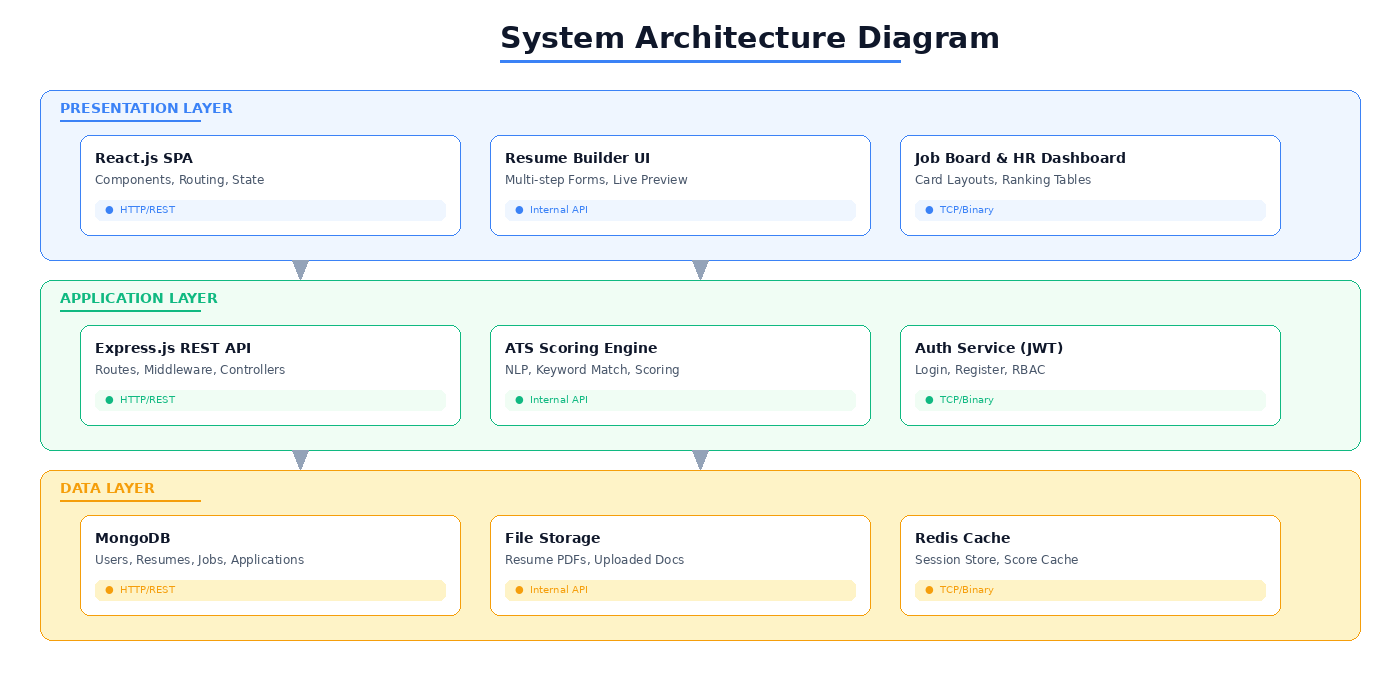 System Architecture Diagram
PRESENTATION LAYER
React.js SPA
Components, Routing, State
HTTP/REST
Resume Builder UI
Multi-step Forms, Live Preview
Internal API
Job Board & HR Dashboard
Card Layouts, Ranking Tables
TCP/Binary
APPLICATION LAYER
Express.js REST API
Routes, Middleware, Controllers
HTTP/REST
ATS Scoring Engine
NLP, Keyword Match, Scoring
Internal API
Auth Service (JWT)
Login, Register, RBAC
TCP/Binary
DATA LAYER
MongoDB
Users, Resumes, Jobs, Applications
HTTP/REST
File Storage
Resume PDFs, Uploaded Docs
Internal API
Redis Cache
Session Store, Score Cache
TCP/Binary